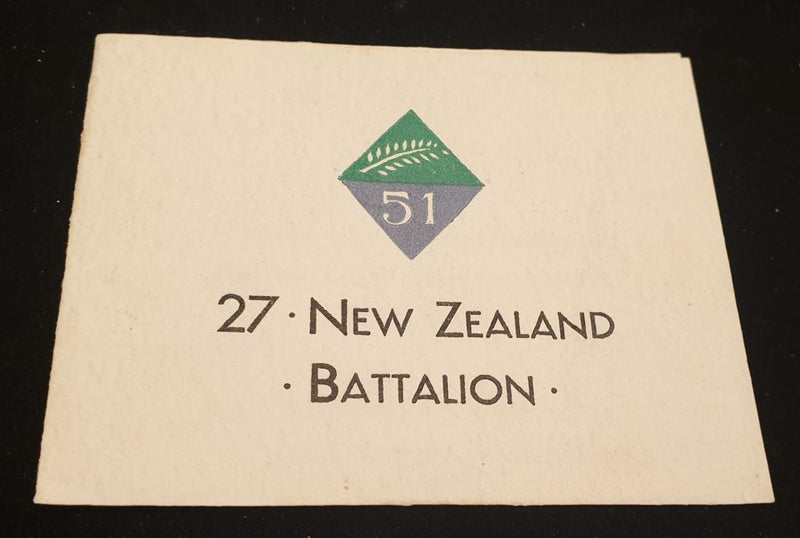 51
27 · NEW ZEALAND
· BATTALION ·